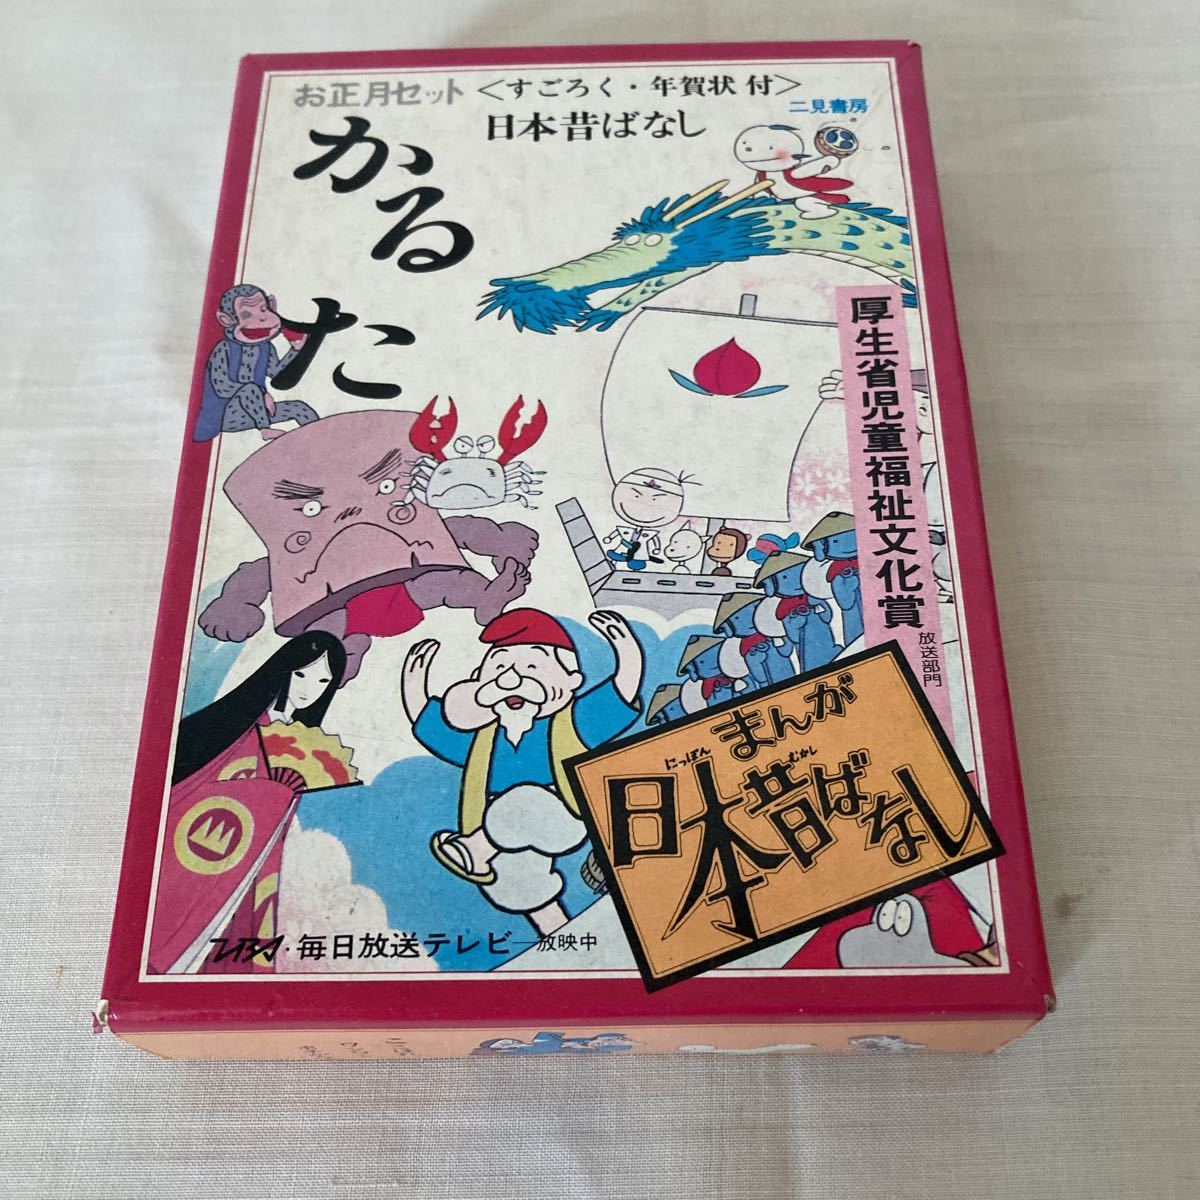 お正月セット
<すごろく・年賀状付>
日本昔ばなし
二見書房
かるた
厚生省児童福祉文化賞
放送部門
まんが
にっぽん むかし
日本昔ばなし
毎日放送テレビ―放映中